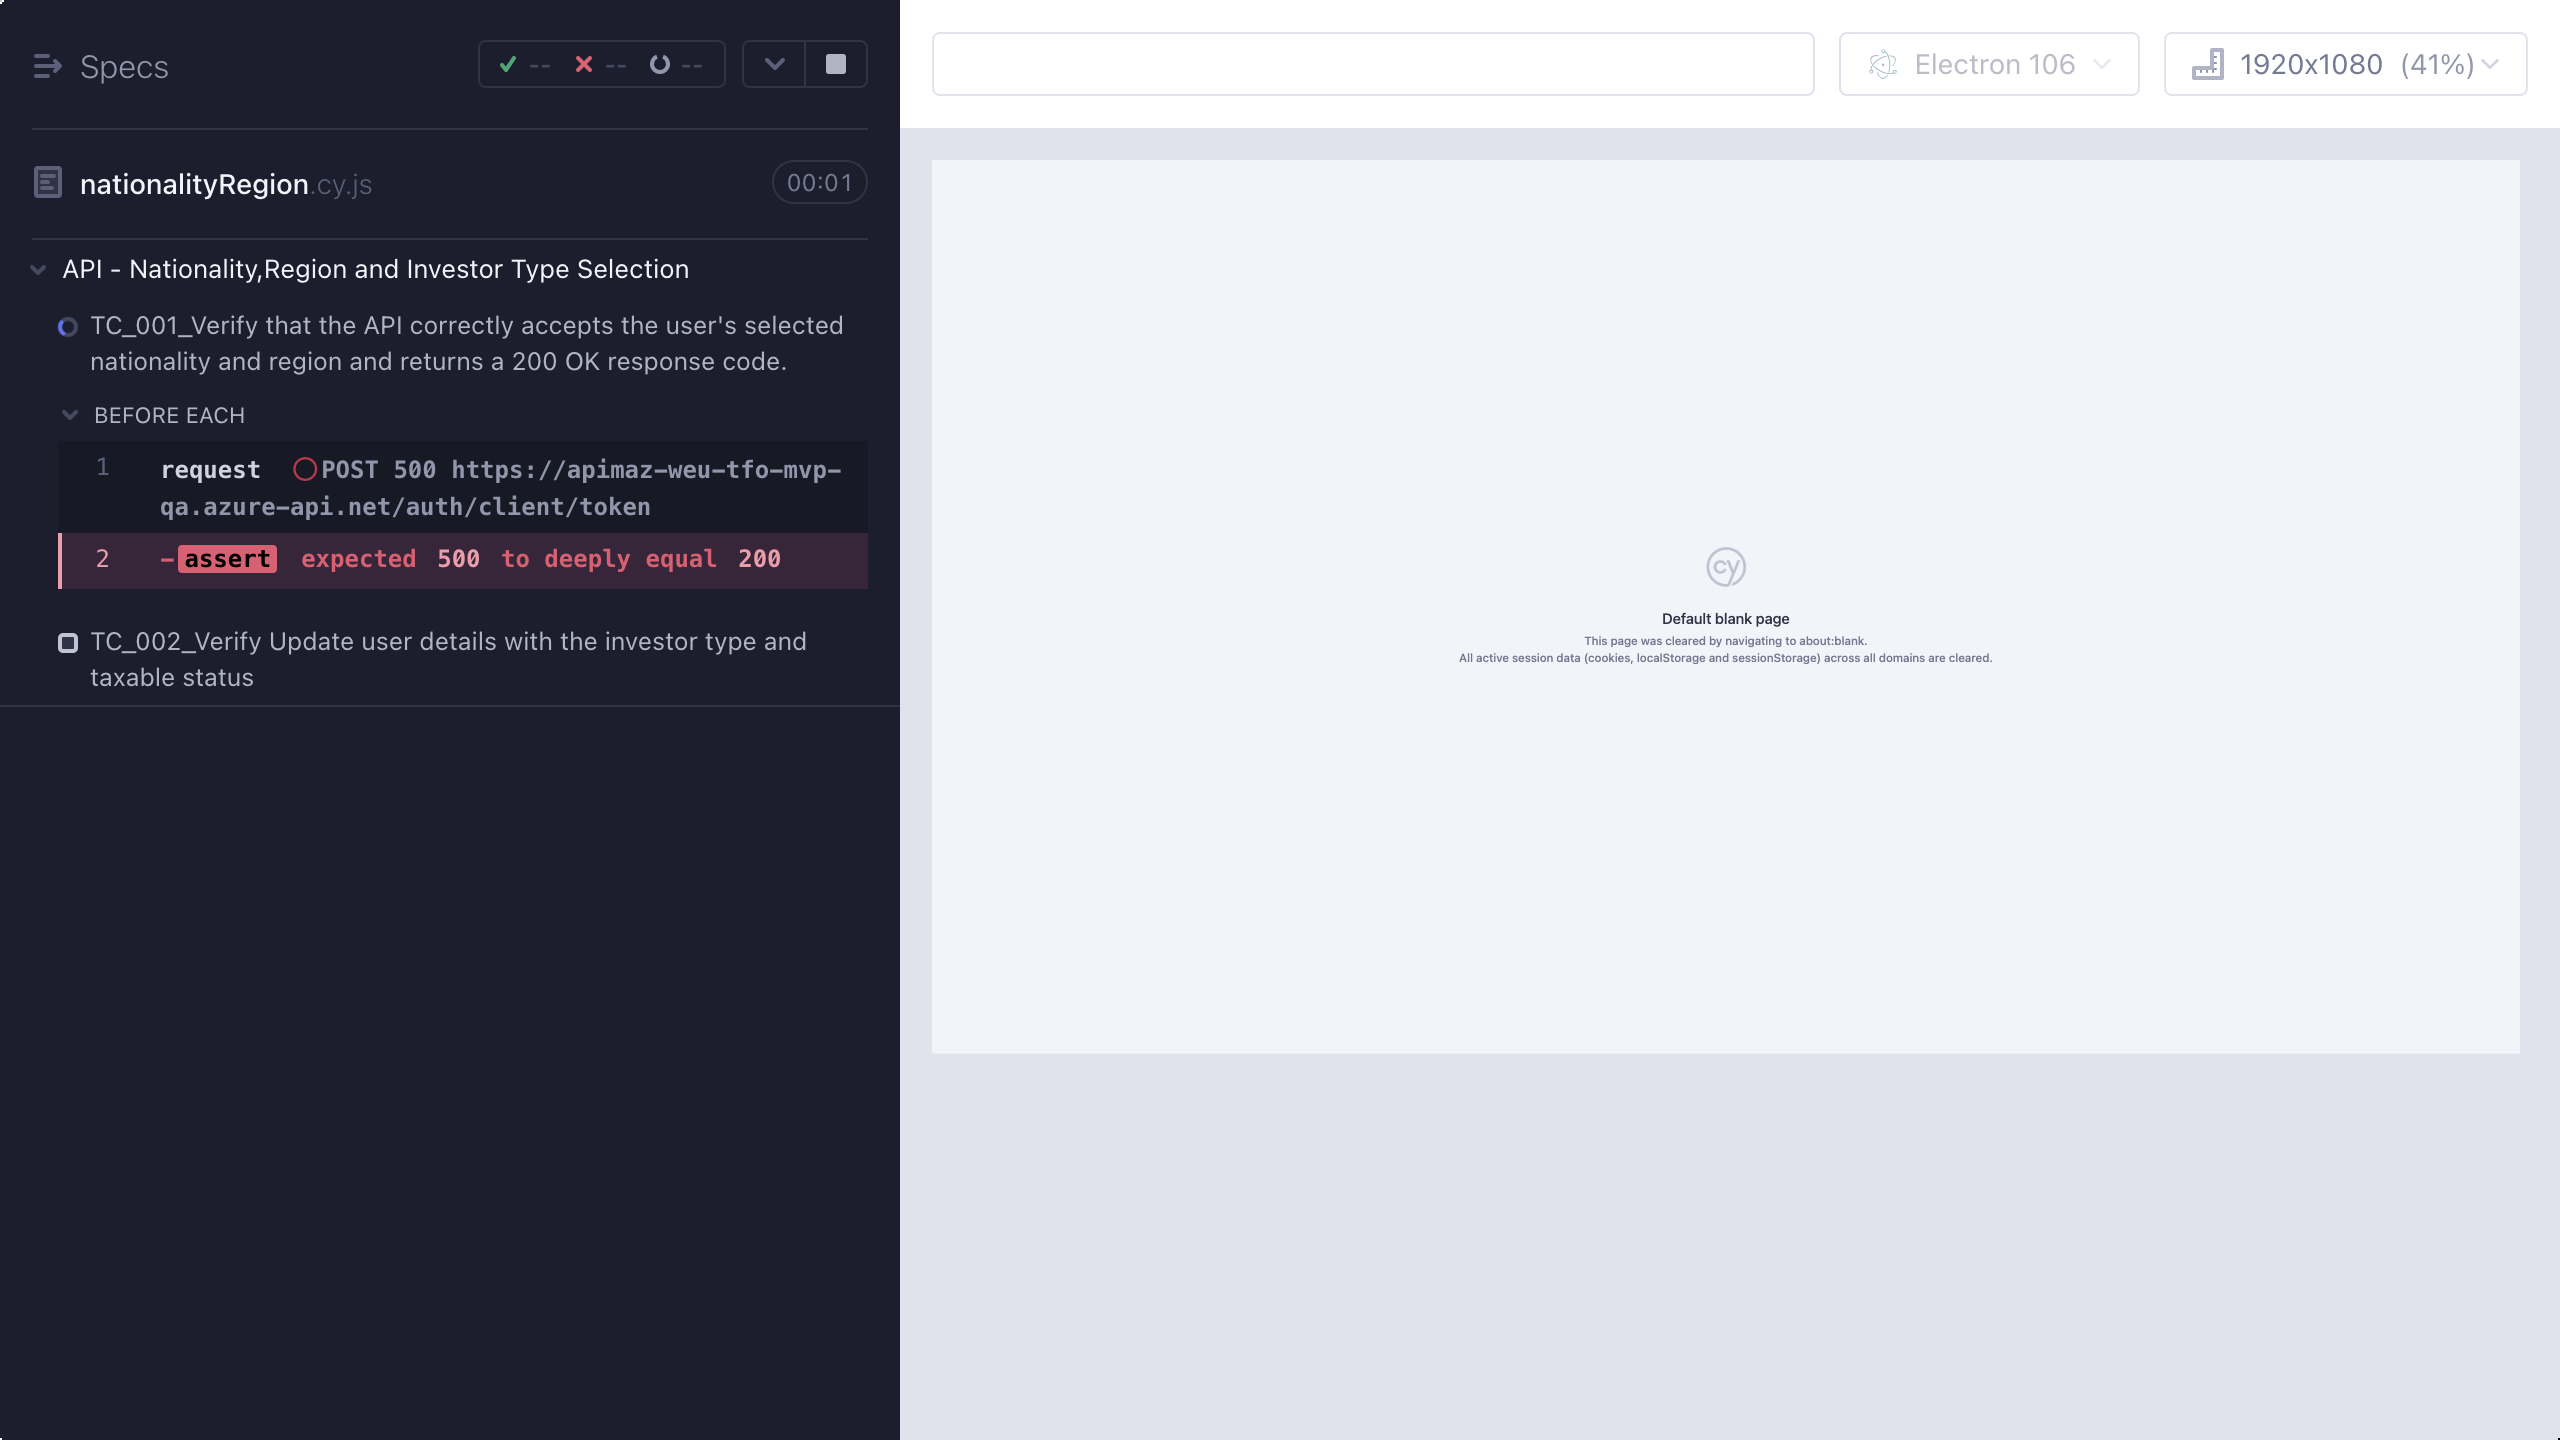 Specs
-- -- --
nationalityRegion.cy.js
00:01
API - Nationality,Region and Investor Type Selection
TC_001_Verify that the API correctly accepts the user's selected
nationality and region and returns a 200 OK response code.
BEFORE EACH
1 request POST 500 https://apimaz-weu-tfo-mvp-
qa.azure-api.net/auth/client/token
2 -assert expected 500 to deeply equal 200
TC_002_Verify Update user details with the investor type and
taxable status
Electron 106
1920x1080 (41%)
cy
Default blank page
This page was cleared by navigating to about:blank.
All active session data (cookies, localStorage and sessionStorage) across all domains are cleared.